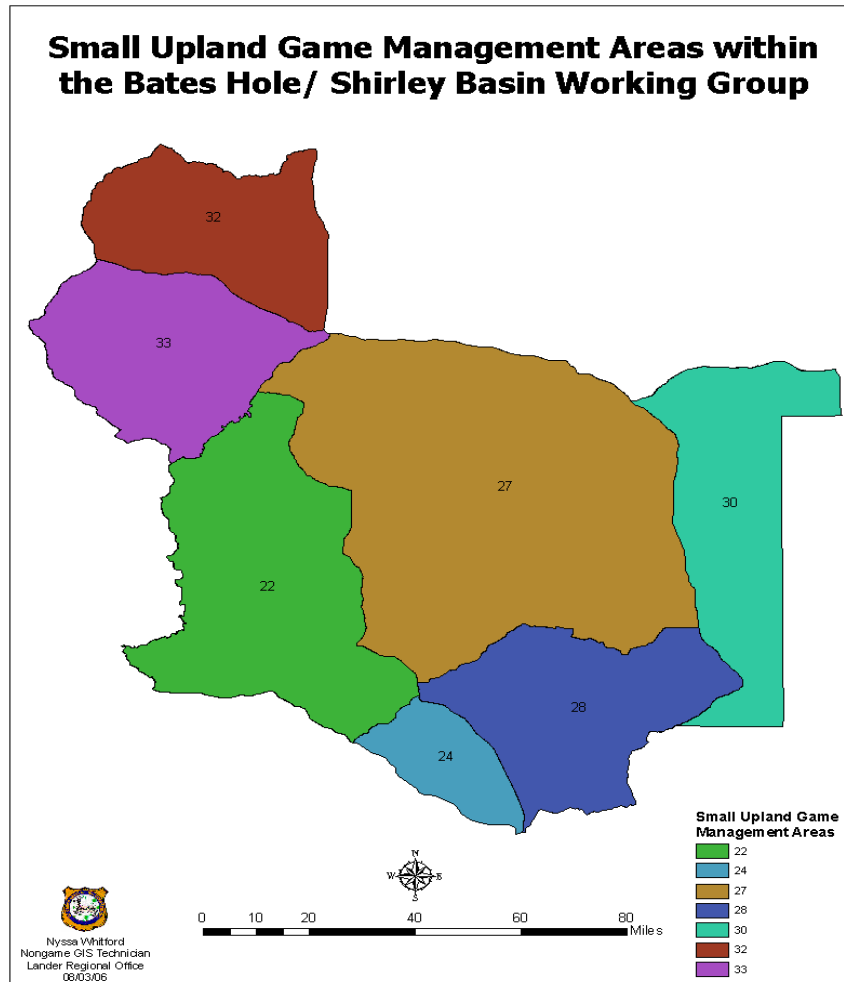 Small Upland Game Management Areas within
the Bates Hole/ Shirley Basin Working Group
32
33
27
30
22
28
24
Small Upland Game
Management Areas
22
24
27
28
30
32
33
N
W E
S
0 10 20 40 60 80
Miles
Nyssa Whitford
Nongame GIS Technician
Lander Regional Office
08/03/06